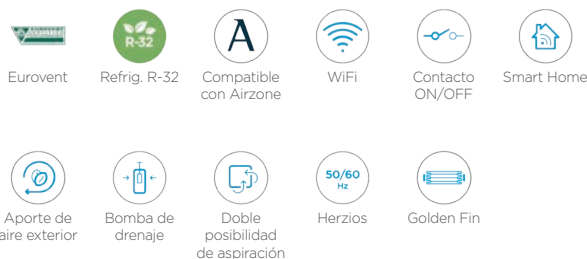 R-32
A
Eurovent
Refrig. R-32
Compatible
con Airzone
WiFi
Contacto
ON/OFF
Smart Home
50/60
Hz
Aporte de
aire exterior
Bomba de
drenaje
Doble
posibilidad
de aspiración
Herzios
Golden Fin